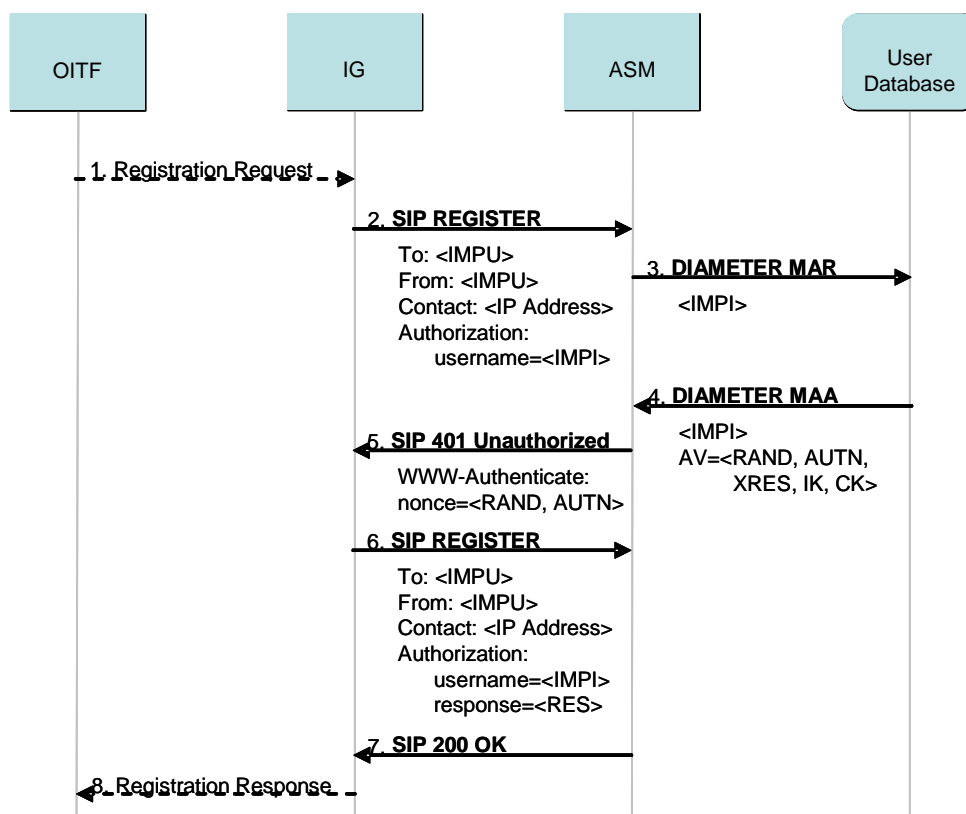 OITF
IG
ASM
User
Database
1. Registration Request
2. SIP REGISTER
To: <IMPU>
From: <IMPU>
Contact: <IP Address>
Authorization:
username=<IMPI>
3. DIAMETER MAR
<IMPI>
4. DIAMETER MAA
<IMPI>
AV=<RAND, AUTN,
XRES, IK, CK>
5. SIP 401 Unauthorized
WWW-Authenticate:
nonce=<RAND, AUTN>
6. SIP REGISTER
To: <IMPU>
From: <IMPU>
Contact: <IP Address>
Authorization:
username=<IMPI>
response=<RES>
7. SIP 200 OK
8. Registration Response